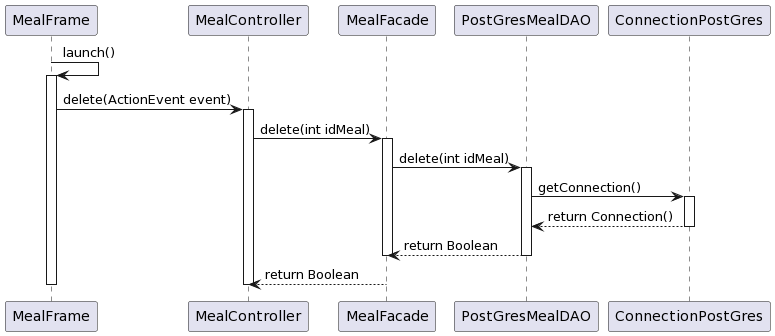 MealFrame MealController MealFacade PostGresMealDAO ConnectionPostGres
launch()
delete(ActionEvent event)
delete(int idMeal)
delete(int idMeal)
getConnection()
return Connection()
return Boolean
return Boolean
MealFrame MealController MealFacade PostGresMealDAO ConnectionPostGres